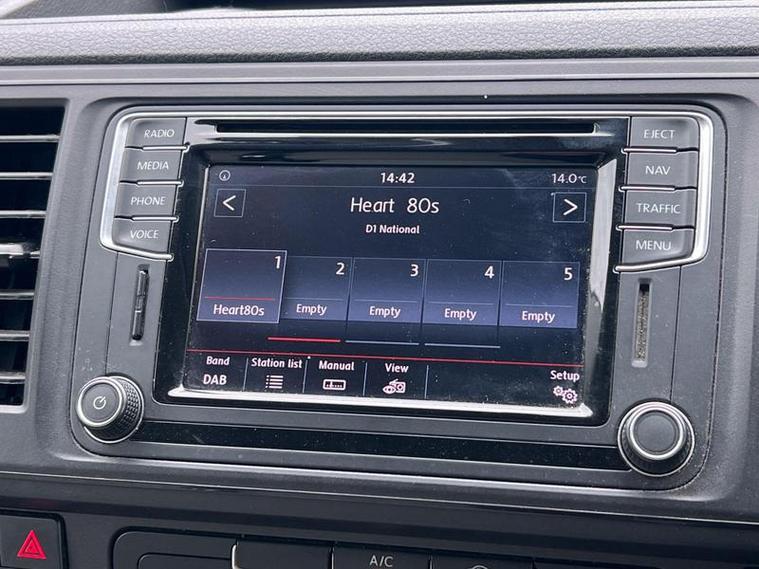 RADIO
MEDIA
PHONE
VOICE
EJECT
NAV
TRAFFIC
MENU
14:42
14.0°C
< Heart 80s >
D1 National
1 2 3 4 5
Heart80s Empty Empty Empty Empty
Band Station list Manual View Setup
DAB
A/C